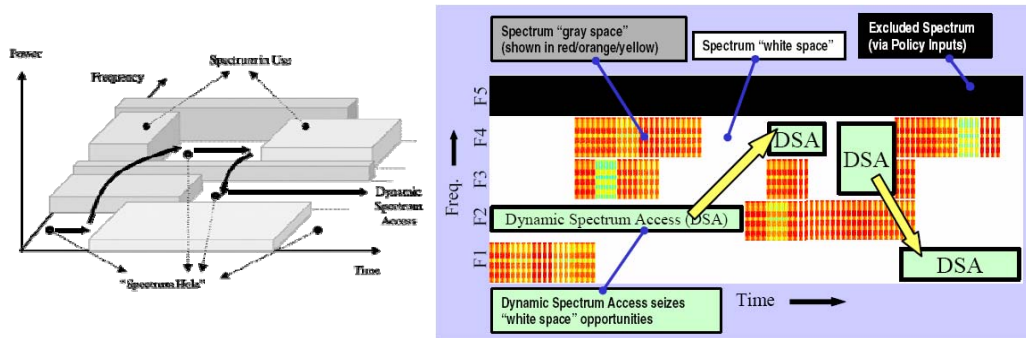 Power
Frequency
Spectrum in Use
Dynamic
Spectrum
Access
Time
"Spectrum Hole"
Spectrum “gray space”
(shown in red/orange/yellow)
Spectrum “white space”
Excluded Spectrum
(via Policy Inputs)
F5
F4
F3
F2
F1
Freq.
DSA
DSA
Dynamic Spectrum Access (DSA)
DSA
Dynamic Spectrum Access seizes
“white space” opportunities
Time